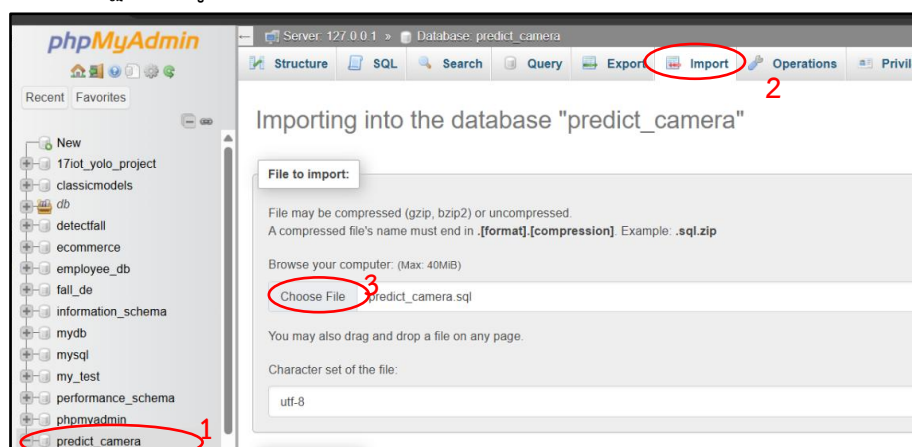 phpMyAdmin
Recent Favorites
New
17iot_yolo_project
classicmodels
db
detectfall
ecommerce
employee_db
fall_de
information_schema
mydb
mysql
my_test
performance_schema
phpmyadmin
predict_camera
1
Server: 127.0.0.1 » Database: predict_camera
Structure SQL Search Query Export Import Operations Privil
2
Importing into the database "predict_camera"
File to import:
File may be compressed (gzip, bzip2) or uncompressed.
A compressed file's name must end in .[format].[compression]. Example: .sql.zip
Browse your computer: (Max: 40MiB)
3
Choose File predict_camera.sql
You may also drag and drop a file on any page.
Character set of the file:
utf-8